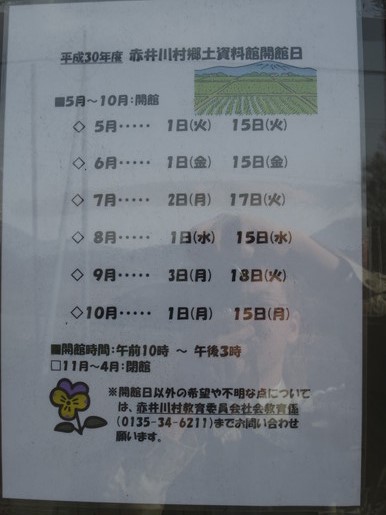 平成30年度 赤井川村郷土資料館開館日
■5月～10月:開館
◇ 5月‥‥‥ 1日(火) 15日(火)
◇ 6月‥‥‥ 1日(金) 15日(金)
◇ 7月‥‥‥ 2日(月) 17日(火)
◇ 8月‥‥‥ 1日(水) 15日(水)
◇ 9月‥‥‥ 3日(月) 18日(火)
◇10月‥‥‥ 1日(月) 15日(月)
■開館時間:午前10時 ～ 午後3時
□11月～4月:閉館
※開館日以外の希望や不明な点について
は、赤井川村教育委員会社会教育係
(0135-34-6211)までお問い合わせ
願います。